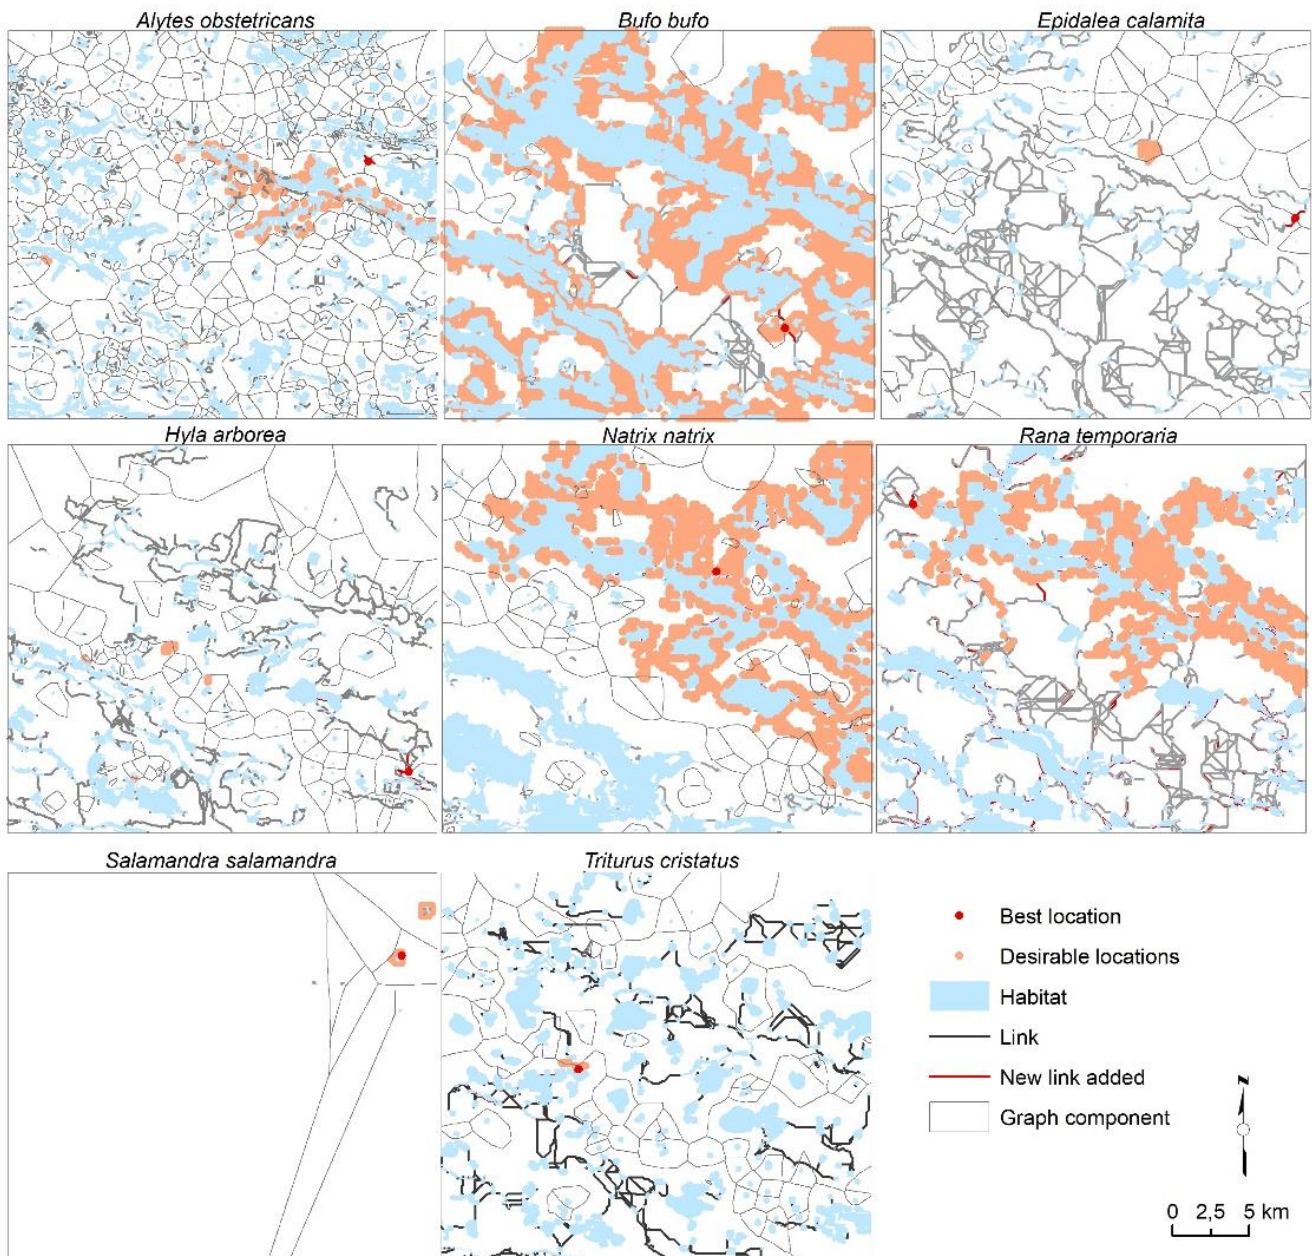 Alytes obstetricans
Bufo bufo
Epidalea calamita
Hyla arborea
Natrix natrix
Rana temporaria
Salamandra salamandra
Triturus cristatus
Best location
Desirable locations
Habitat
Link
New link added
Graph component
N
0 2,5 5 km